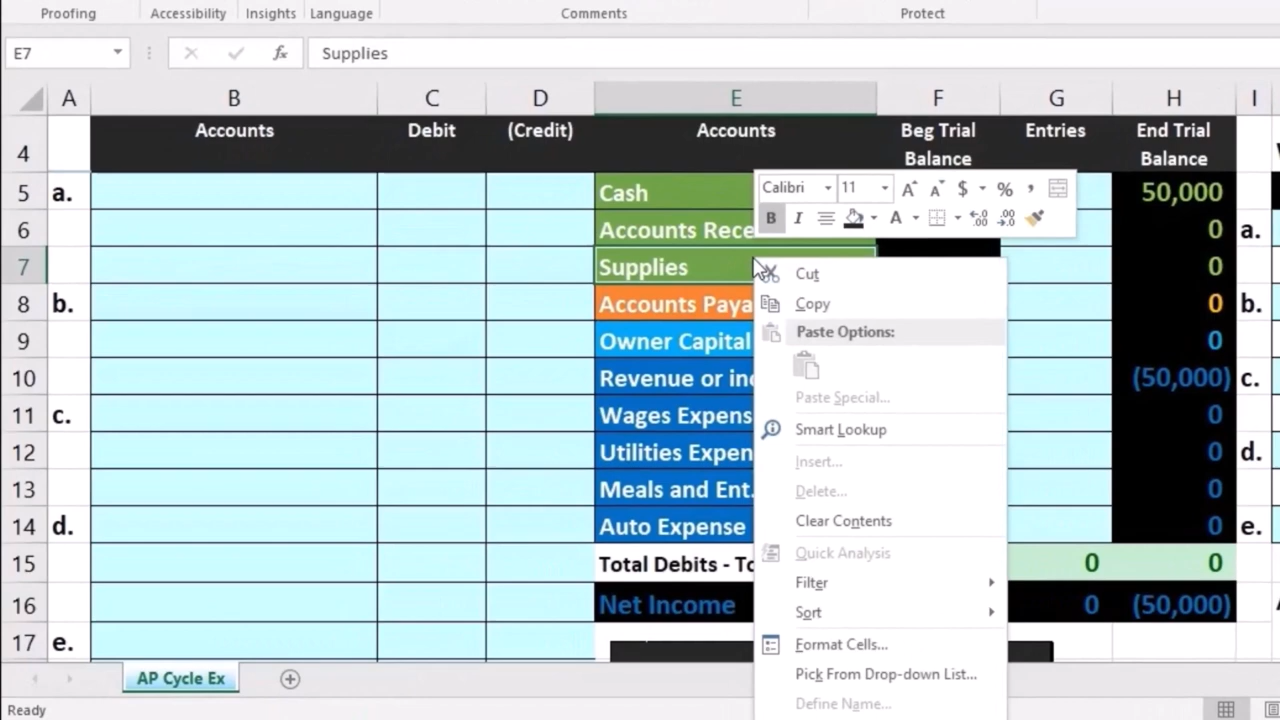 Proofing Accessibility Insights Language Comments Protect
E7 fx Supplies
A B C D E F G H I
4 Accounts Debit (Credit) Accounts Beg Trial Balance Entries End Trial Balance
Calibri 11 A A $ % ,
B I A
5 a. Cash 50,000
6 Accounts Rece 0 a.
7 Supplies 0
8 b. Accounts Paya 0 b.
9 Owner Capital 0
10 Revenue or inc (50,000) c.
11 c. Wages Expens 0
12 Utilities Expen 0 d.
13 Meals and Ent. 0
14 d. Auto Expense 0 e.
15 Total Debits - To 0 0
16 Net Income 0 (50,000)
17 e.
Cut
Copy
Paste Options:
Paste Special...
Smart Lookup
Insert...
Delete...
Clear Contents
Quick Analysis
Filter
Sort
Format Cells...
Pick From Drop-down List...
Define Name...
AP Cycle Ex
Ready